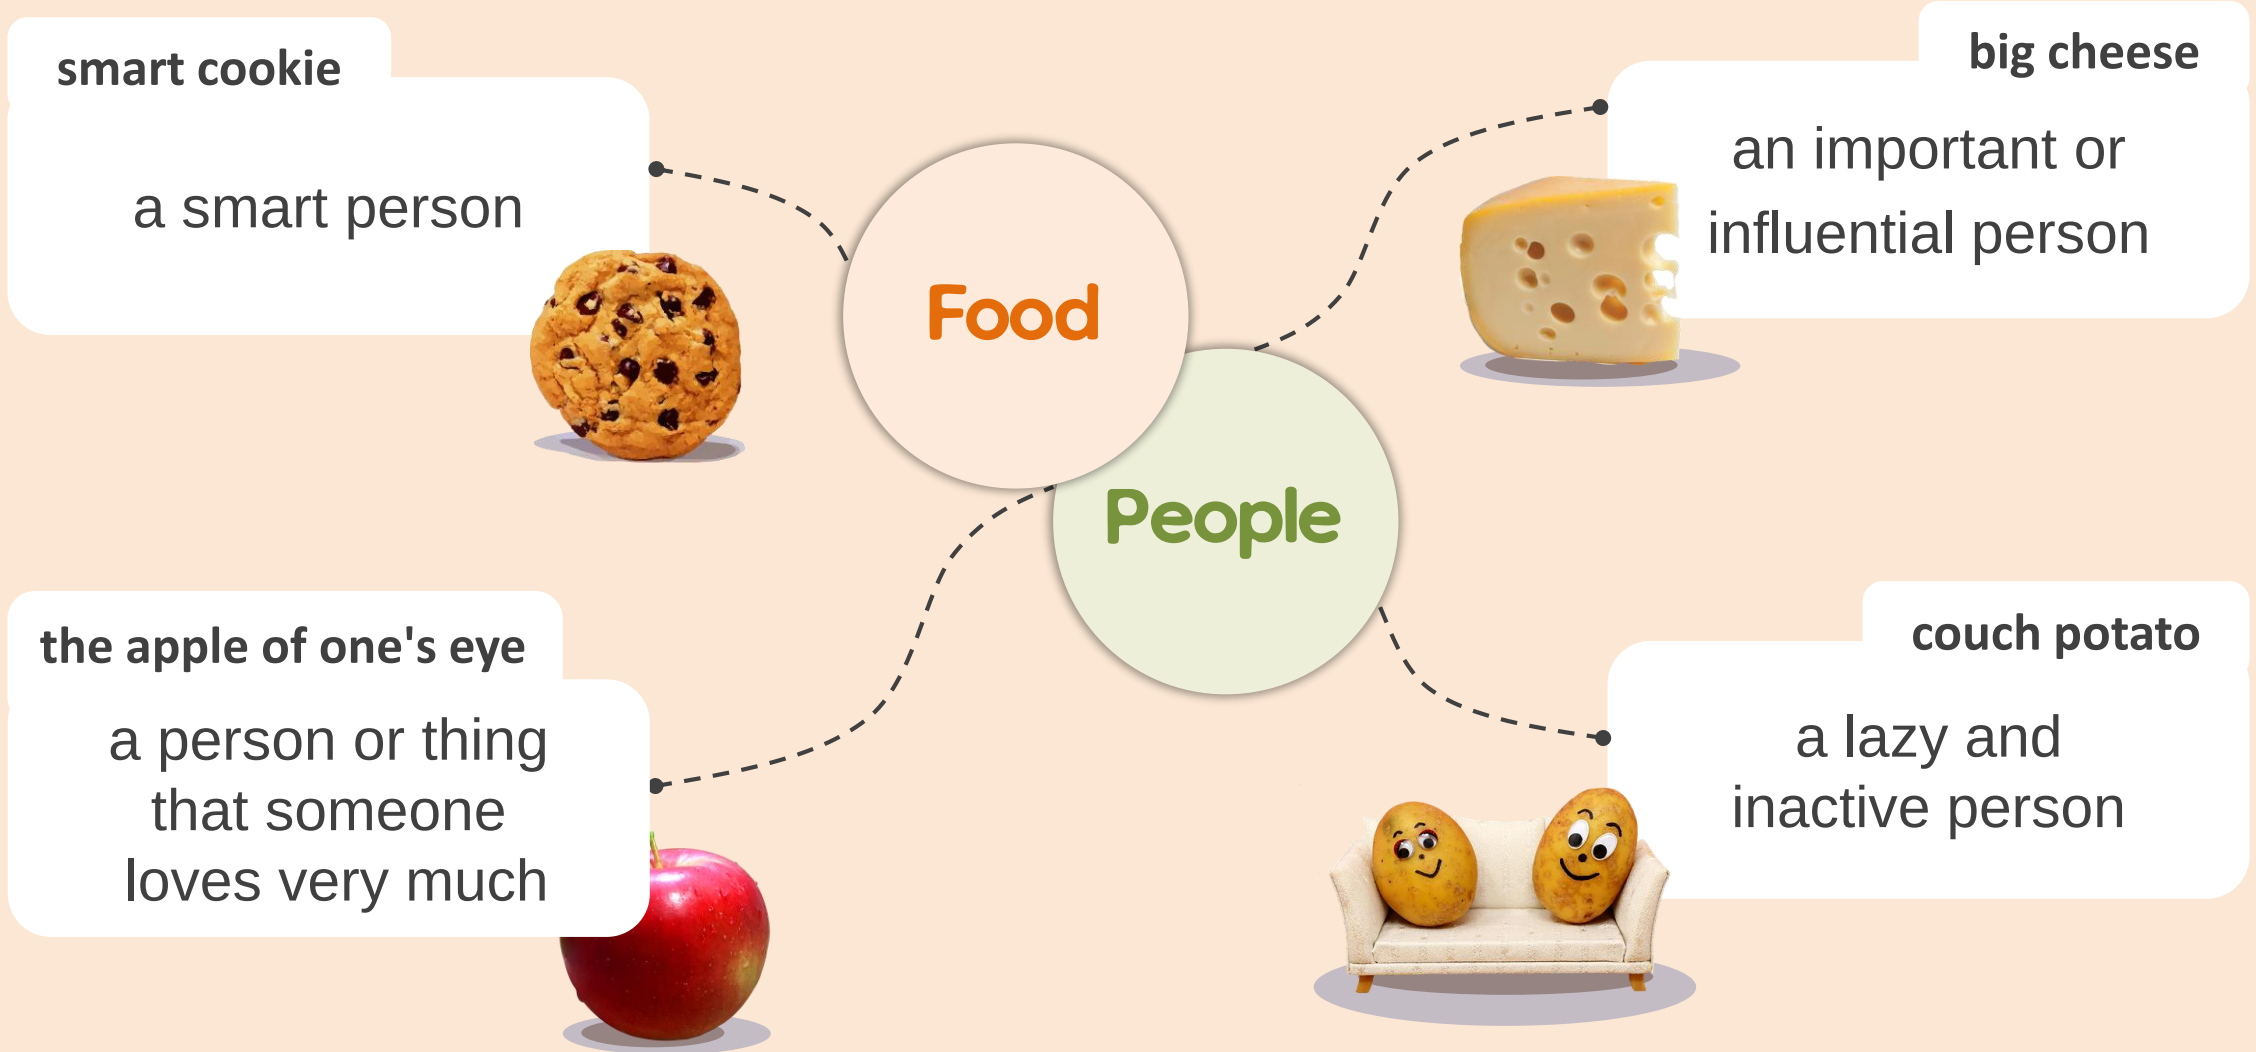 smart cookie
a smart person
big cheese
an important or
influential person
Food
People
the apple of one's eye
a person or thing
that someone
loves very much
couch potato
a lazy and
inactive person